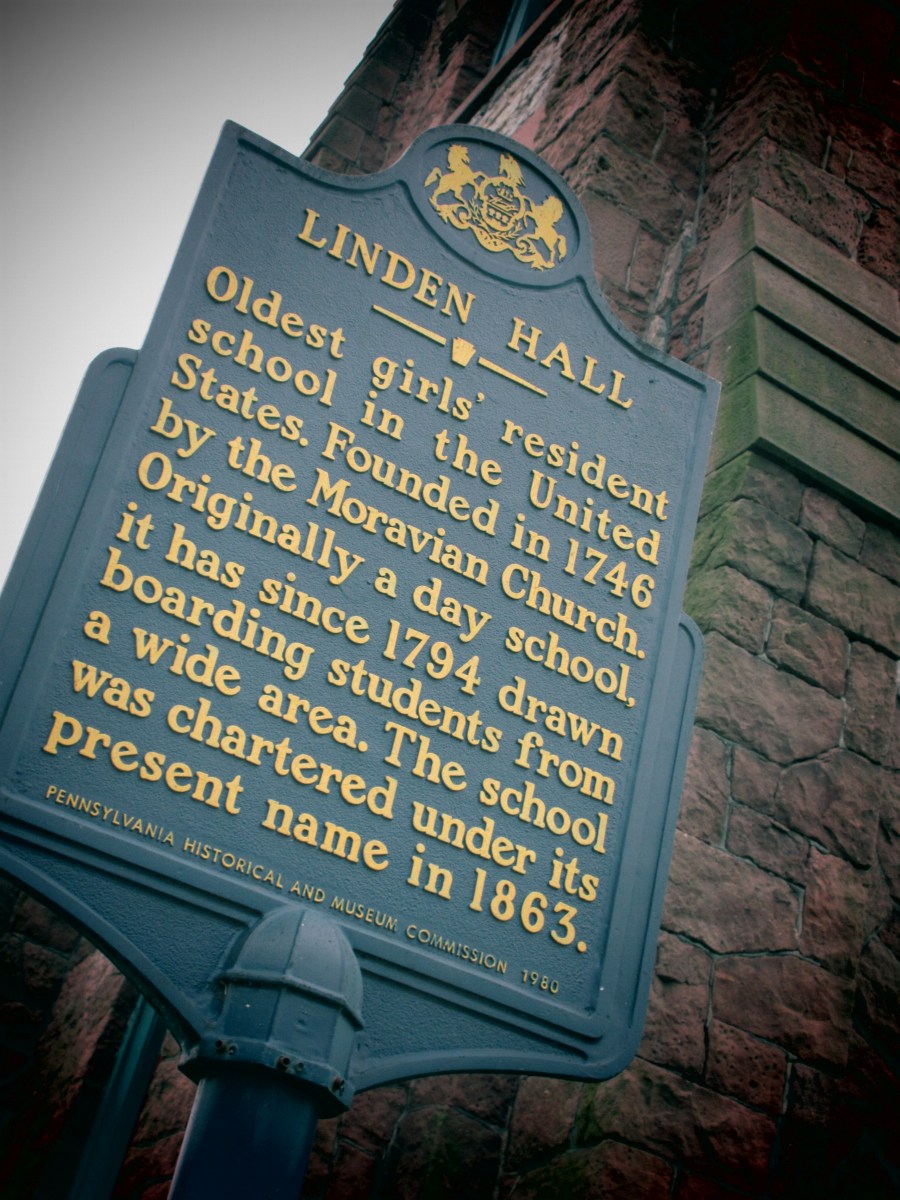 LINDEN HALL
Oldest girls' resident
school in the United
States. Founded in 1746
by the Moravian Church.
Originally a day school,
it has since 1794 drawn
boarding students from
a wide area. The school
was chartered under its
present name in 1863.
PENNSYLVANIA HISTORICAL AND MUSEUM COMMISSION 1980